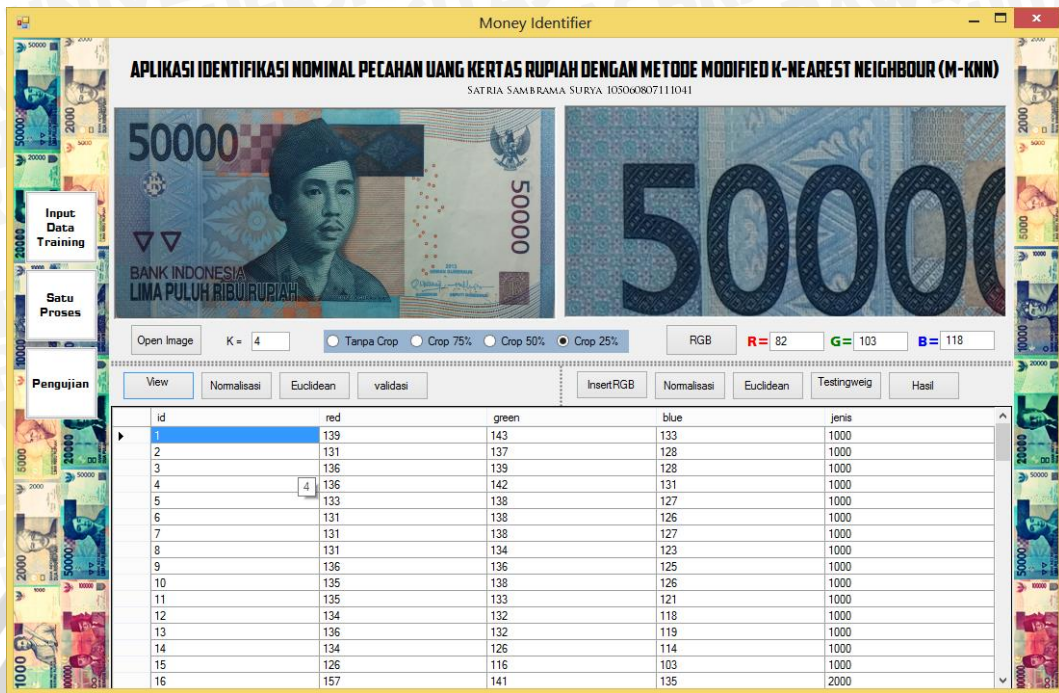 Money Identifier
APLIKASI IDENTIFIKASI NOMINAL PECAHAN UANG KERTAS RUPIAH DENGAN METODE MODIFIED K-NEAREST NEIGHBOUR (M-KNN)
SATRIA SAMBRAMA SURYA 105060807111041
50000
50000
BANK INDONESIA
LIMA PULUH RIBU RUPIAH
5000
Input Data Training
Satu Proses
Pengujian
Open Image K = 4 Tanpa Crop Crop 75% Crop 50% Crop 25% RGB R = 82 G = 103 B = 118
View Normalisasi Euclidean validasi InsertRGB Normalisasi Euclidean Testingweig Hasil
id red green blue jenis
1 139 143 133 1000
2 131 137 128 1000
3 136 139 128 1000
4 136 142 131 1000
4
5 133 138 127 1000
6 131 138 126 1000
7 131 138 127 1000
8 131 134 123 1000
9 136 136 125 1000
10 135 138 126 1000
11 135 133 121 1000
12 134 132 118 1000
13 136 132 119 1000
14 134 126 114 1000
15 126 116 103 1000
16 157 141 135 2000